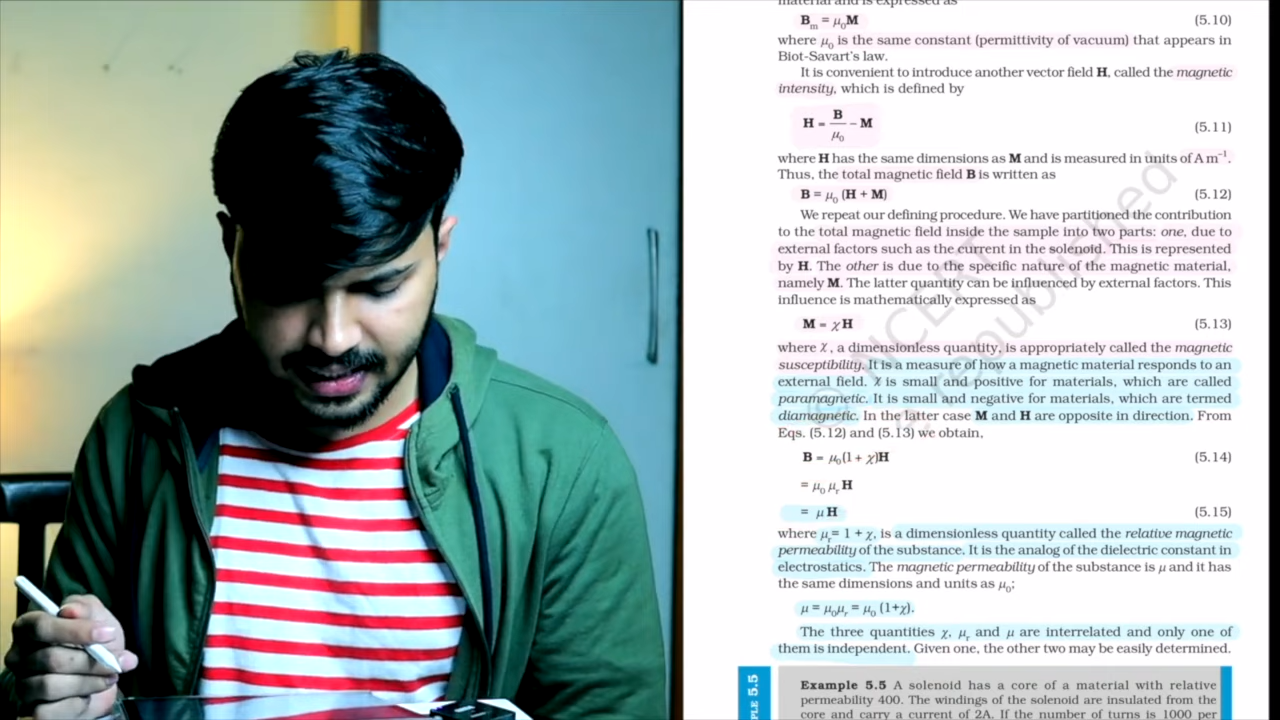 material and is expressed as
B_m = μ_0M (5.10)
where μ_0 is the same constant (permittivity of vacuum) that appears in
Biot-Savart's law.
It is convenient to introduce another vector field H, called the magnetic
intensity, which is defined by
H = B/μ_0 – M (5.11)
where H has the same dimensions as M and is measured in units of A m⁻¹.
Thus, the total magnetic field B is written as
B = μ_0 (H + M) (5.12)
We repeat our defining procedure. We have partitioned the contribution
to the total magnetic field inside the sample into two parts: one, due to
external factors such as the current in the solenoid. This is represented
by H. The other is due to the specific nature of the magnetic material,
namely M. The latter quantity can be influenced by external factors. This
influence is mathematically expressed as
M = χ H (5.13)
where χ , a dimensionless quantity, is appropriately called the magnetic
susceptibility. It is a measure of how a magnetic material responds to an
external field. χ is small and positive for materials, which are called
paramagnetic. It is small and negative for materials, which are termed
diamagnetic. In the latter case M and H are opposite in direction. From
Eqs. (5.12) and (5.13) we obtain,
B = μ_0(1 + χ)H (5.14)
= μ_0 μ_r H
= μ H (5.15)
where μ_r= 1 + χ, is a dimensionless quantity called the relative magnetic
permeability of the substance. It is the analog of the dielectric constant in
electrostatics. The magnetic permeability of the substance is μ and it has
the same dimensions and units as μ_0;
μ = μ_0μ_r = μ_0 (1+χ).
The three quantities χ, μ_r and μ are interrelated and only one of
them is independent. Given one, the other two may be easily determined.
PLE 5.5
Example 5.5 A solenoid has a core of a material with relative
permeability 400. The windings of the solenoid are insulated from the
core and carry a current of 2A. If the number of turns is 1000 per
© NCERT
republished